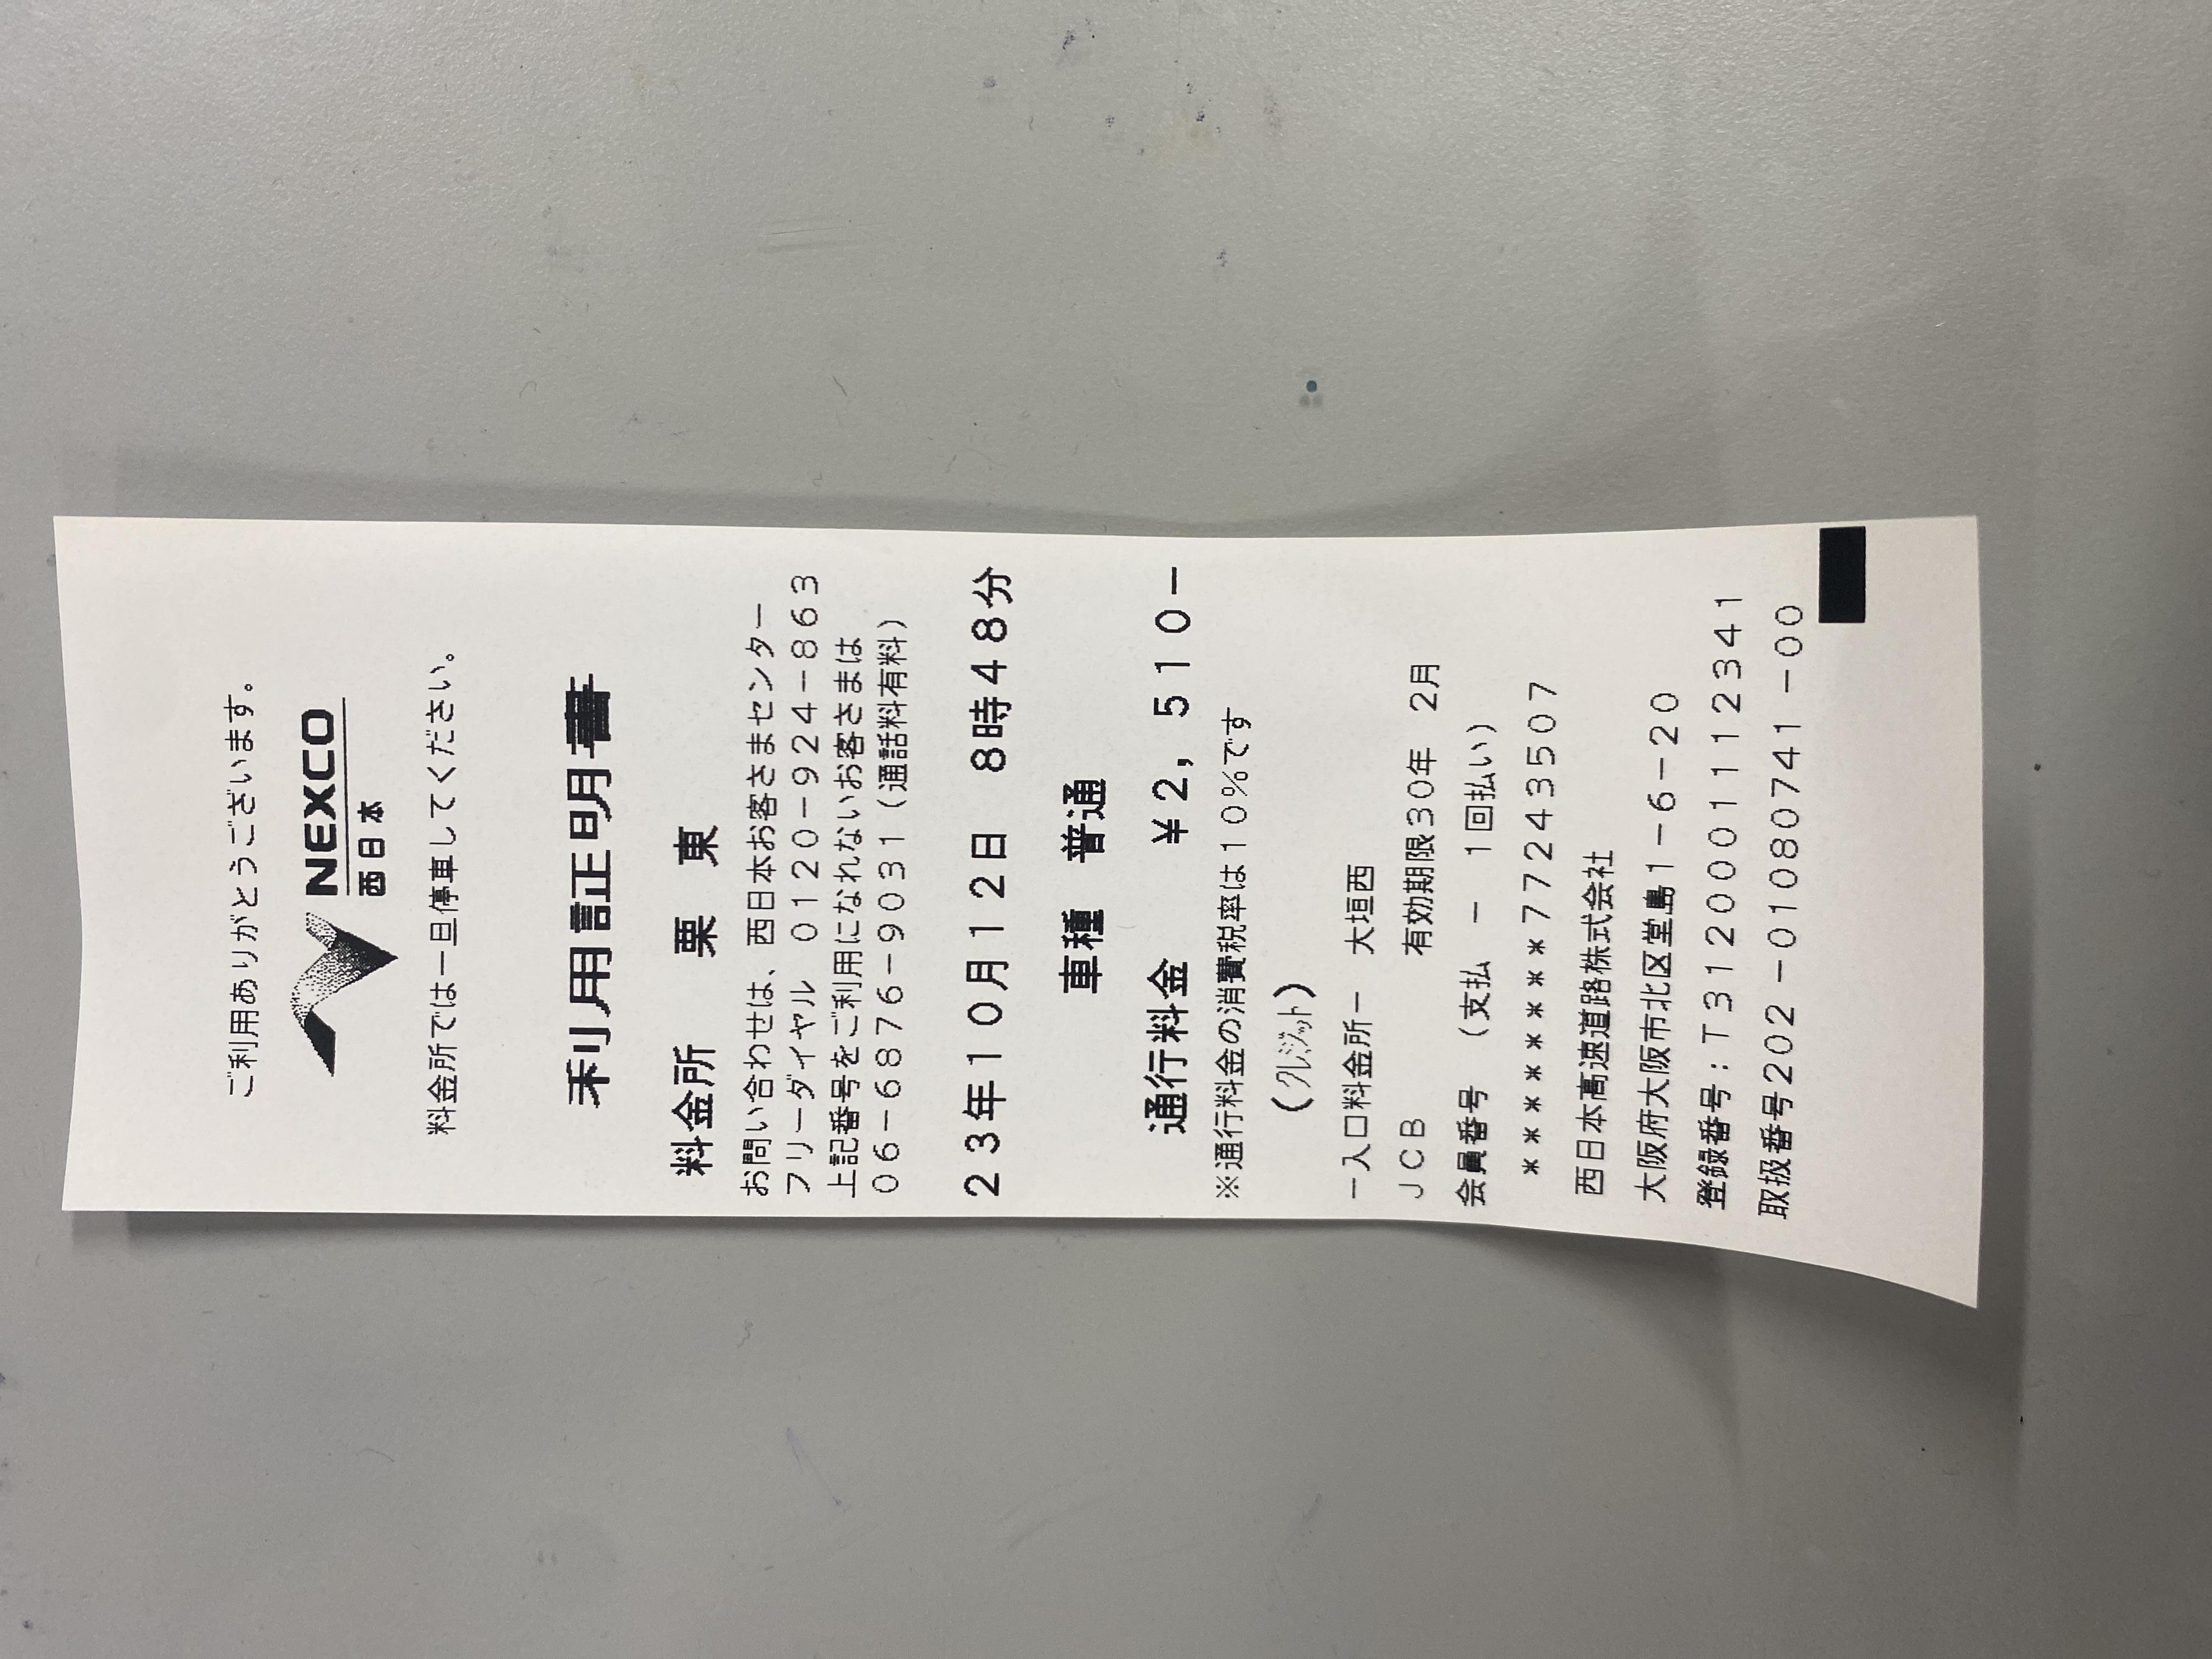 ご利用ありがとうございます。
NEXCO
西日本
料金所では一旦停車してください。
利用証明書
料金所 栗 東
お問い合わせは、西日本お客さまセンター
フリーダイヤル 0120-924-863
上記番号をご利用になれないお客さまは
06-6876-9031(通話料有料)
23年10月12日 8時48分
車種 普通
通行料金 ¥2,510-
※通行料金の消費税率は10%です
(クレジット)
-入口料金所- 大垣西
JCB 有効期限30年 2月
会員番号 (支払 - 1回払い)
*********77243507
西日本高速道路株式会社
大阪府大阪市北区堂島1-6-20
登録番号:T3120001112341
取扱番号202-01080741-00